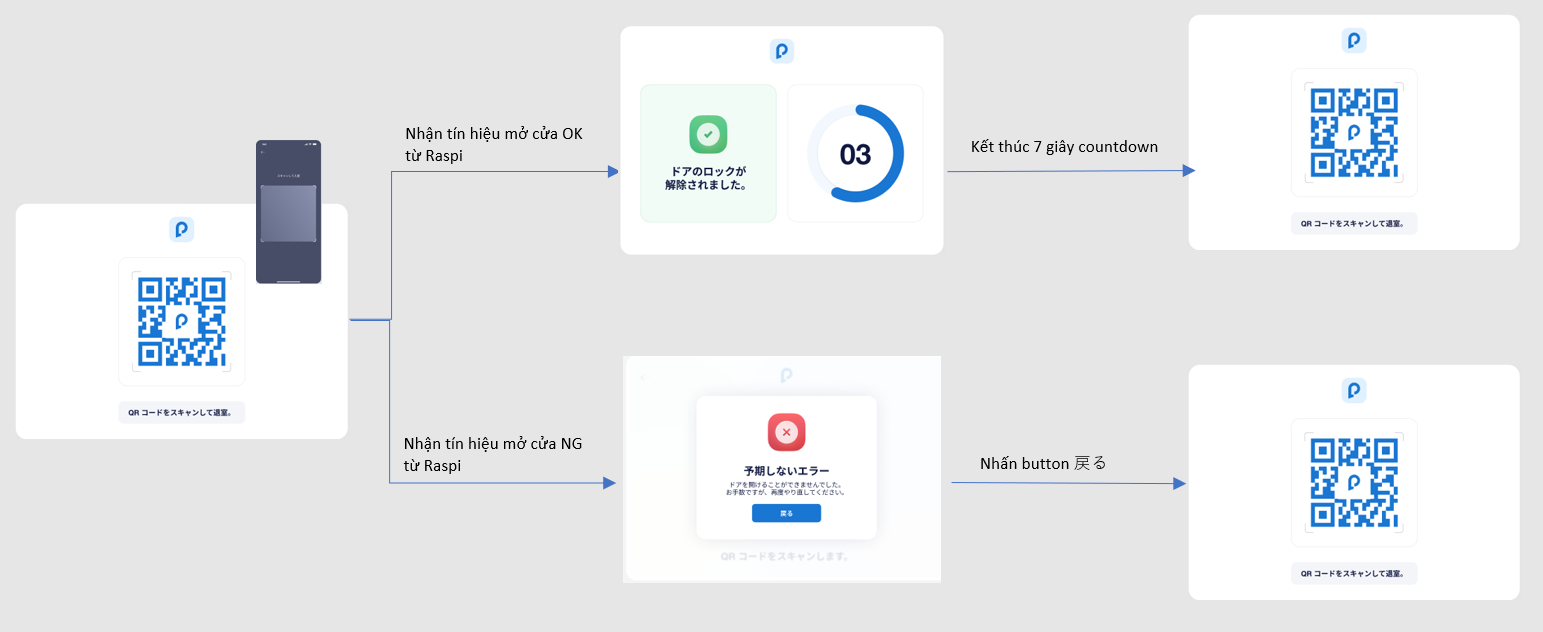 QR コードをスキャンして退室。
Nhận tín hiệu mở cửa OK
từ Raspi
ドアのロックが
解除されました。
03
Kết thúc 7 giây countdown
QR コードをスキャンして退室。
Nhận tín hiệu mở cửa NG
từ Raspi
予期しないエラー
ドアを開けることができませんでした。
お手数ですが、再度やり直してください。
戻る
QR コードをスキャンします。
Nhấn button 戻る
QR コードをスキャンして退室。